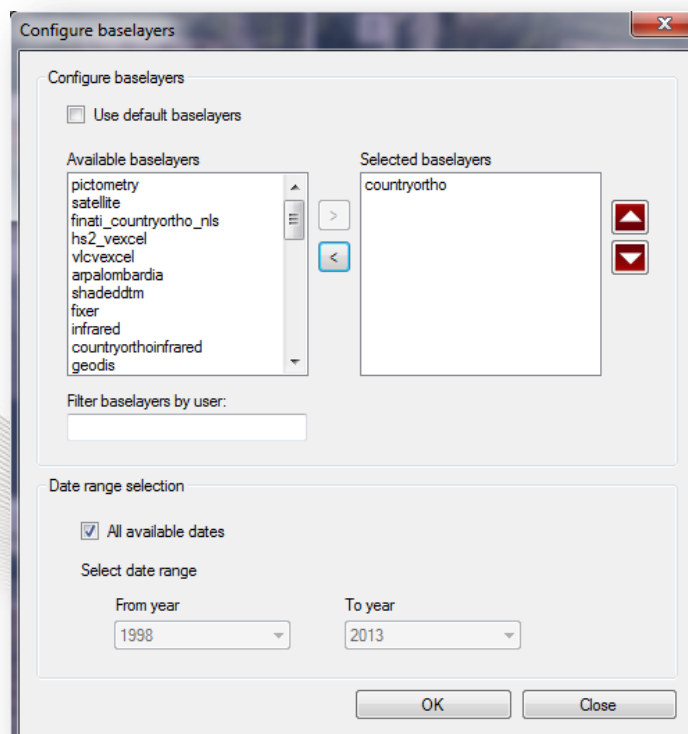 Configure baselayers
Configure baselayers
Use default baselayers
Available baselayers
pictometry
satellite
finati_countryortho_nls
hs2_vexcel
vlcvexcel
arpalombardia
shadeddtm
fixer
infrared
countryorthoinfrared
geodis
>
<
Selected baselayers
countryortho
Filter baselayers by user:
Date range selection
All available dates
Select date range
From year
To year
1998
2013
OK
Close